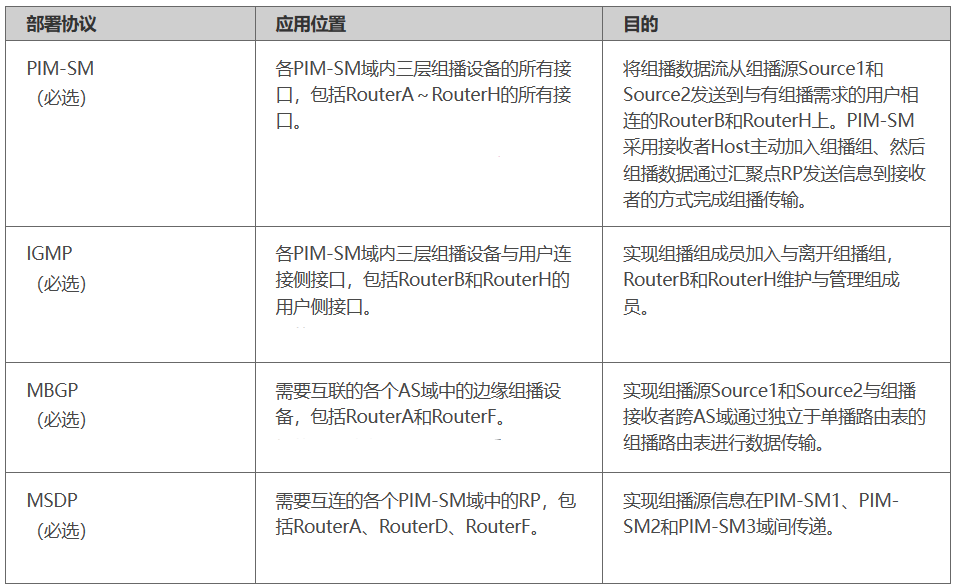 部署协议 应用位置 目的
PIM-SM
（必选）
各PIM-SM域内三层组播设备的所有接
口，包括RouterA～RouterH的所有接
口。
将组播数据流从组播源Source1和
Source2发送到与有组播需求的用户相
连的RouterB和RouterH上。PIM-SM
采用接收者Host主动加入组播组、然后
组播数据通过汇聚点RP发送信息到接收
者的方式完成组播传输。
IGMP
（必选）
各PIM-SM域内三层组播设备与用户连
接侧接口，包括RouterB和RouterH的
用户侧接口。
实现组播组成员加入与离开组播组，
RouterB和RouterH维护与管理组成
员。
MBGP
（必选）
需要互联的各个AS域中的边缘组播设
备，包括RouterA和RouterF。
实现组播源Source1和Source2与组播
接收者跨AS域通过独立于单播路由表的
组播路由表进行数据传输。
MSDP
（必选）
需要互连的各个PIM-SM域中的RP，包
括RouterA、RouterD、RouterF。
实现组播源信息在PIM-SM1、PIM-
SM2和PIM-SM3域间传递。